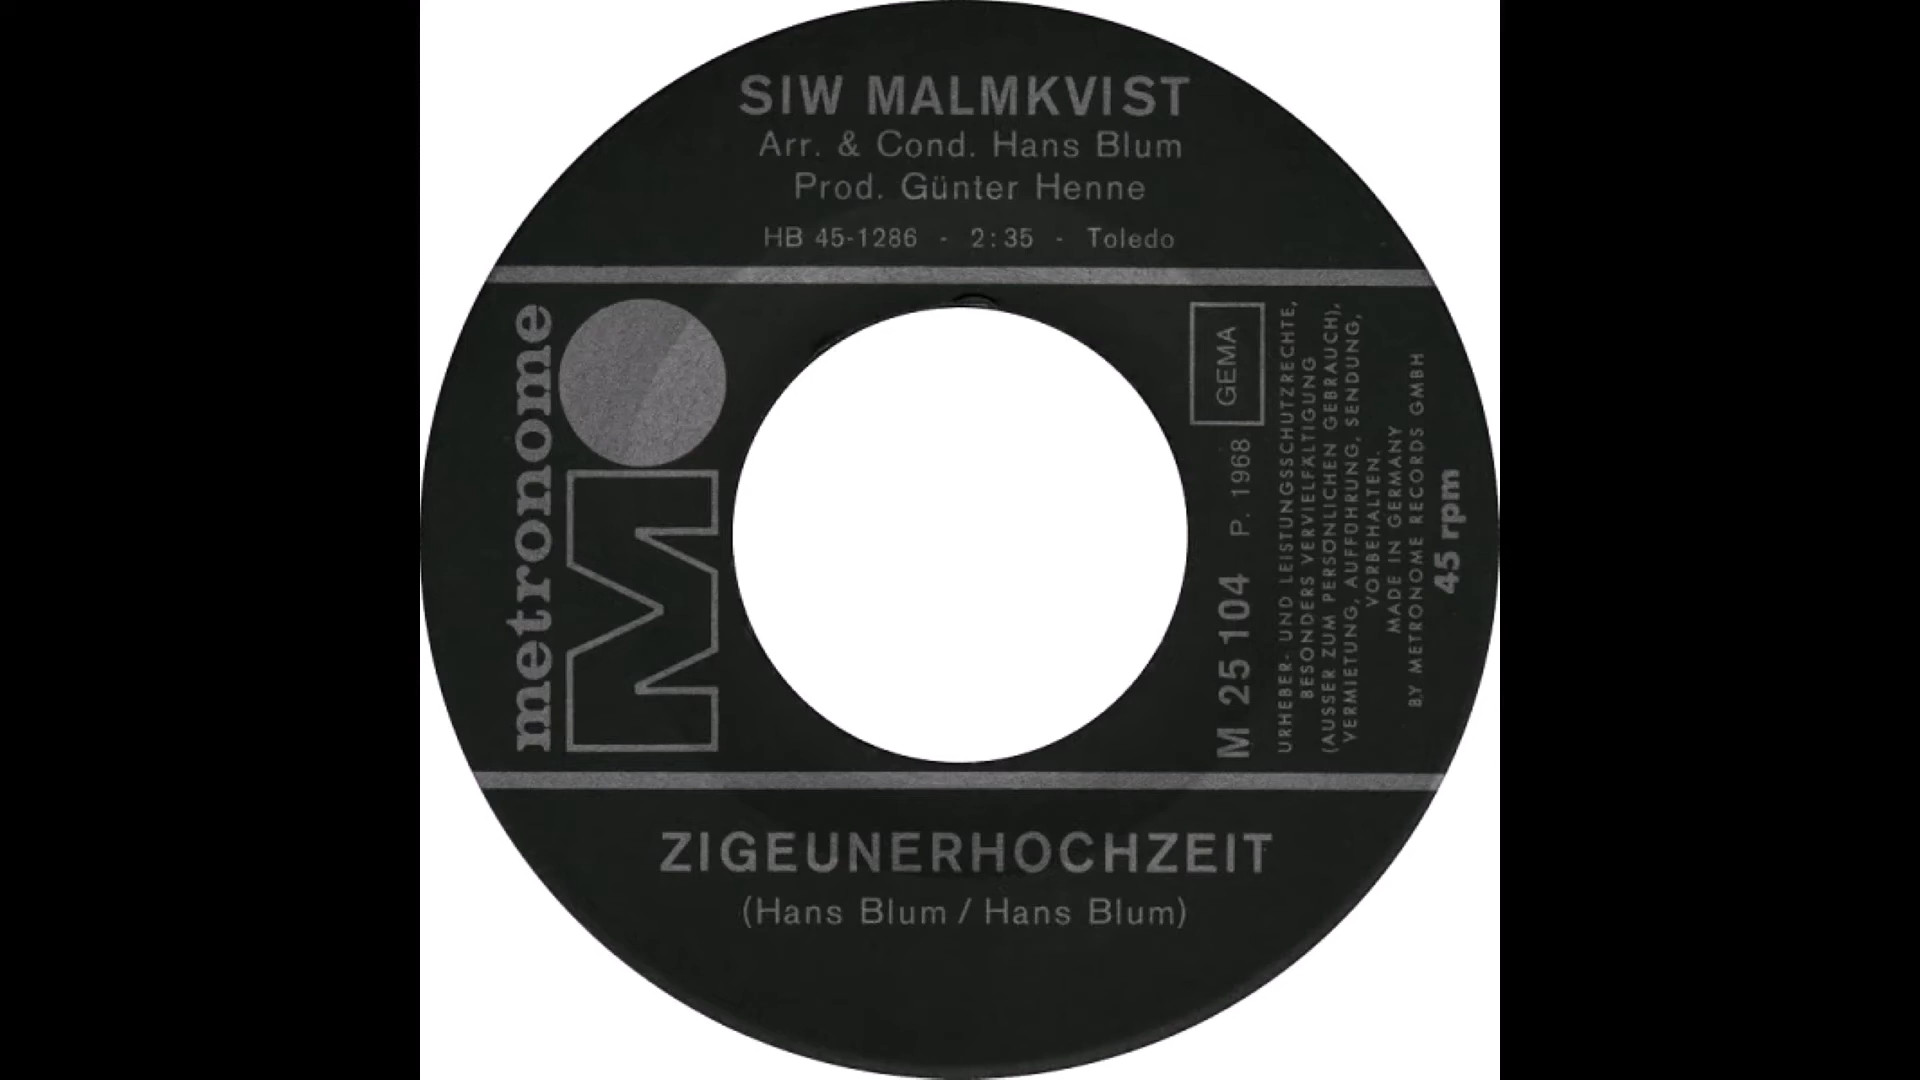 SIW MALMKVIST
Arr. & Cond. Hans Blum
Prod. Günter Henne
HB 45-1286 - 2:35 - Toledo
metronome
M
GEMA
M 25 104 P. 1968
URHEBER- UND LEISTUNGSSCHUTZRECHTE,
BESONDERS VERVIELFÄLTIGUNG
(AUSSER ZUM PERSÖNLICHEN GEBRAUCH),
VERMIETUNG, AUFFÜHRUNG, SENDUNG,
VORBEHALTEN.
MADE IN GERMANY
BY METRONOME RECORDS GMBH
45 rpm
ZIGEUNERHOCHZEIT
(Hans Blum / Hans Blum)